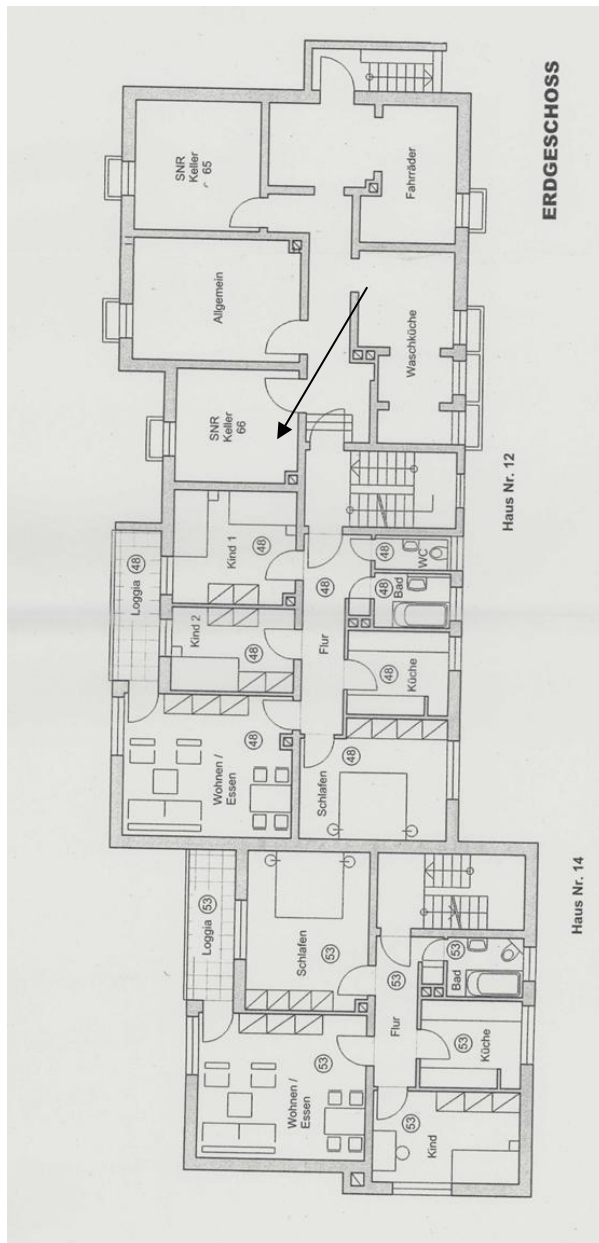 ERDGESCHOSS
SNR
Keller
65
Allgemein
SNR
Keller
66
Fahrräder
Waschküche
Haus Nr. 12
Loggia 48
Kind 1
48
Kind 2
48
Wohnen /
Essen
48
Flur
48
48
WC
48
Bad
48
Küche
48
Schlafen
Haus Nr. 14
Loggia 53
Schlafen
53
Wohnen /
Essen
53
Flur
53
53
Bad
53
Küche
53
Kind